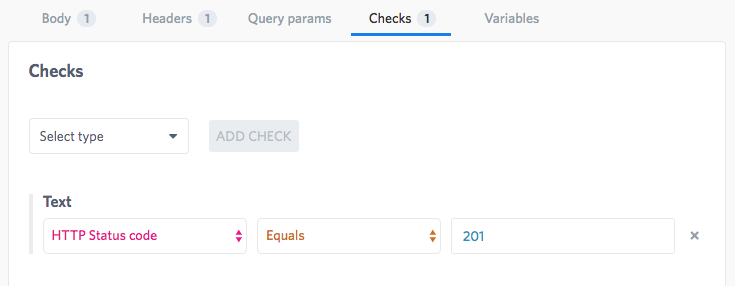 Body 1 Headers 1 Query params Checks 1 Variables
Checks
Select type ADD CHECK
Text
HTTP Status code Equals 201 ×